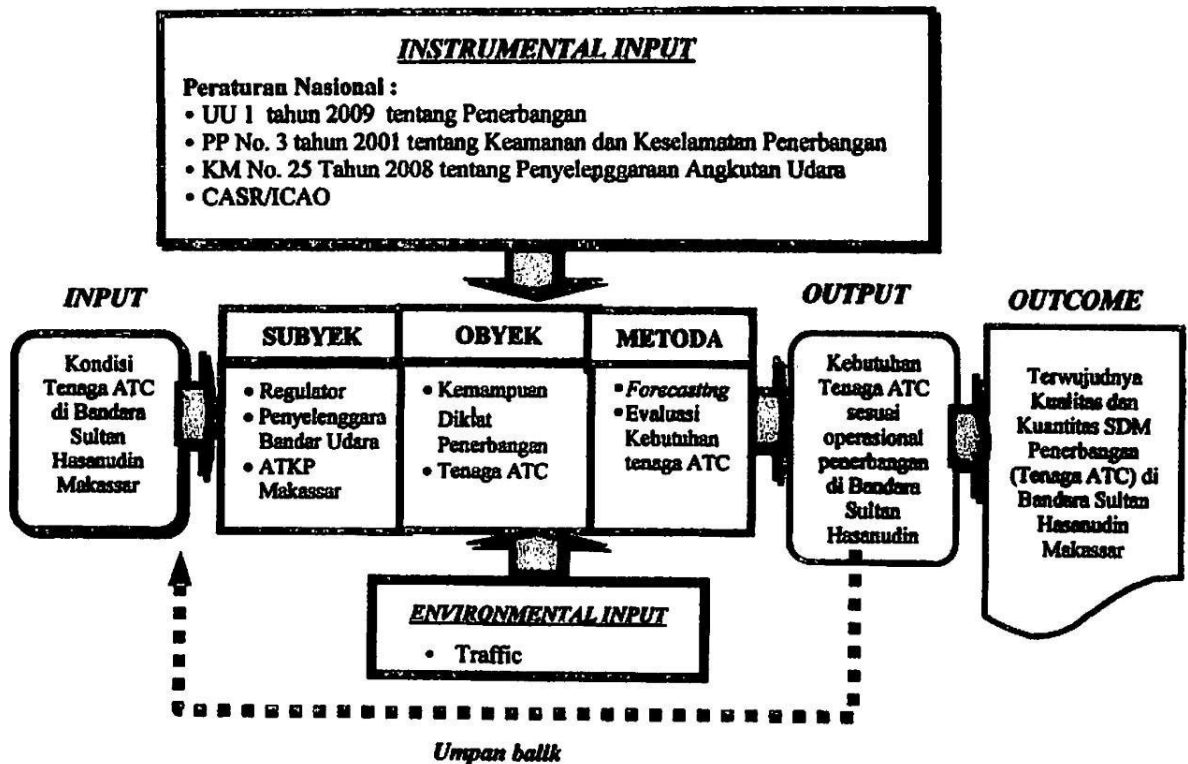 INSTRUMENTAL INPUT
Peraturan Nasional :
• UU 1 tahun 2009 tentang Penerbangan
• PP No. 3 tahun 2001 tentang Keamanan dan Keselamatan Penerbangan
• KM No. 25 Tahun 2008 tentang Penyelenggaraan Angkutan Udara
• CASR/ICAO
INPUT
Kondisi
Tenaga ATC
di Bandara
Sultan
Hasanudin
Makassar
SUBYEK
• Regulator
• Penyelenggara
Bandar Udara
• ATKP
Makassar
OBYEK
• Kemampuan
Diklat
Penerbangan
• Tenaga ATC
METODA
• Forecasting
• Evaluasi
Kebutuhan
tenaga ATC
OUTPUT
Kebutuhan
Tenaga ATC
sesuai
operasional
penerbangan
di Bandara
Sultan
Hasanudin
OUTCOME
Terwujudnya
Kualitas dan
Kuantitas SDM
Penerbangan
(Tenaga ATC) di
Bandara Sultan
Hasanudin
Makassar
ENVIRONMENTAL INPUT
• Traffic
Umpan balik